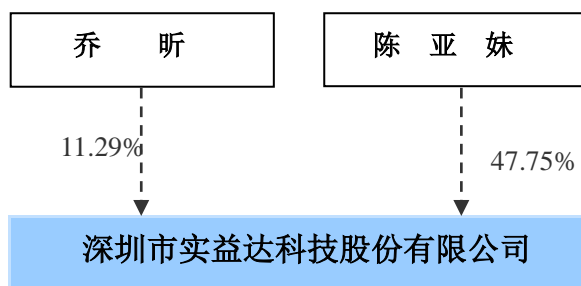 乔 昕
陈 亚 妹
11.29%
47.75%
深圳市实益达科技股份有限公司